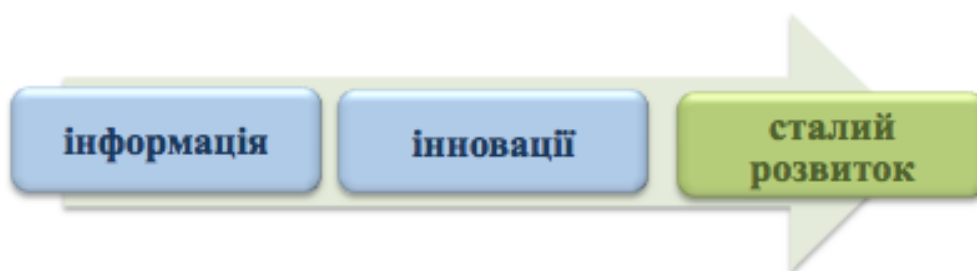 інформація
інновації
сталий
розвиток